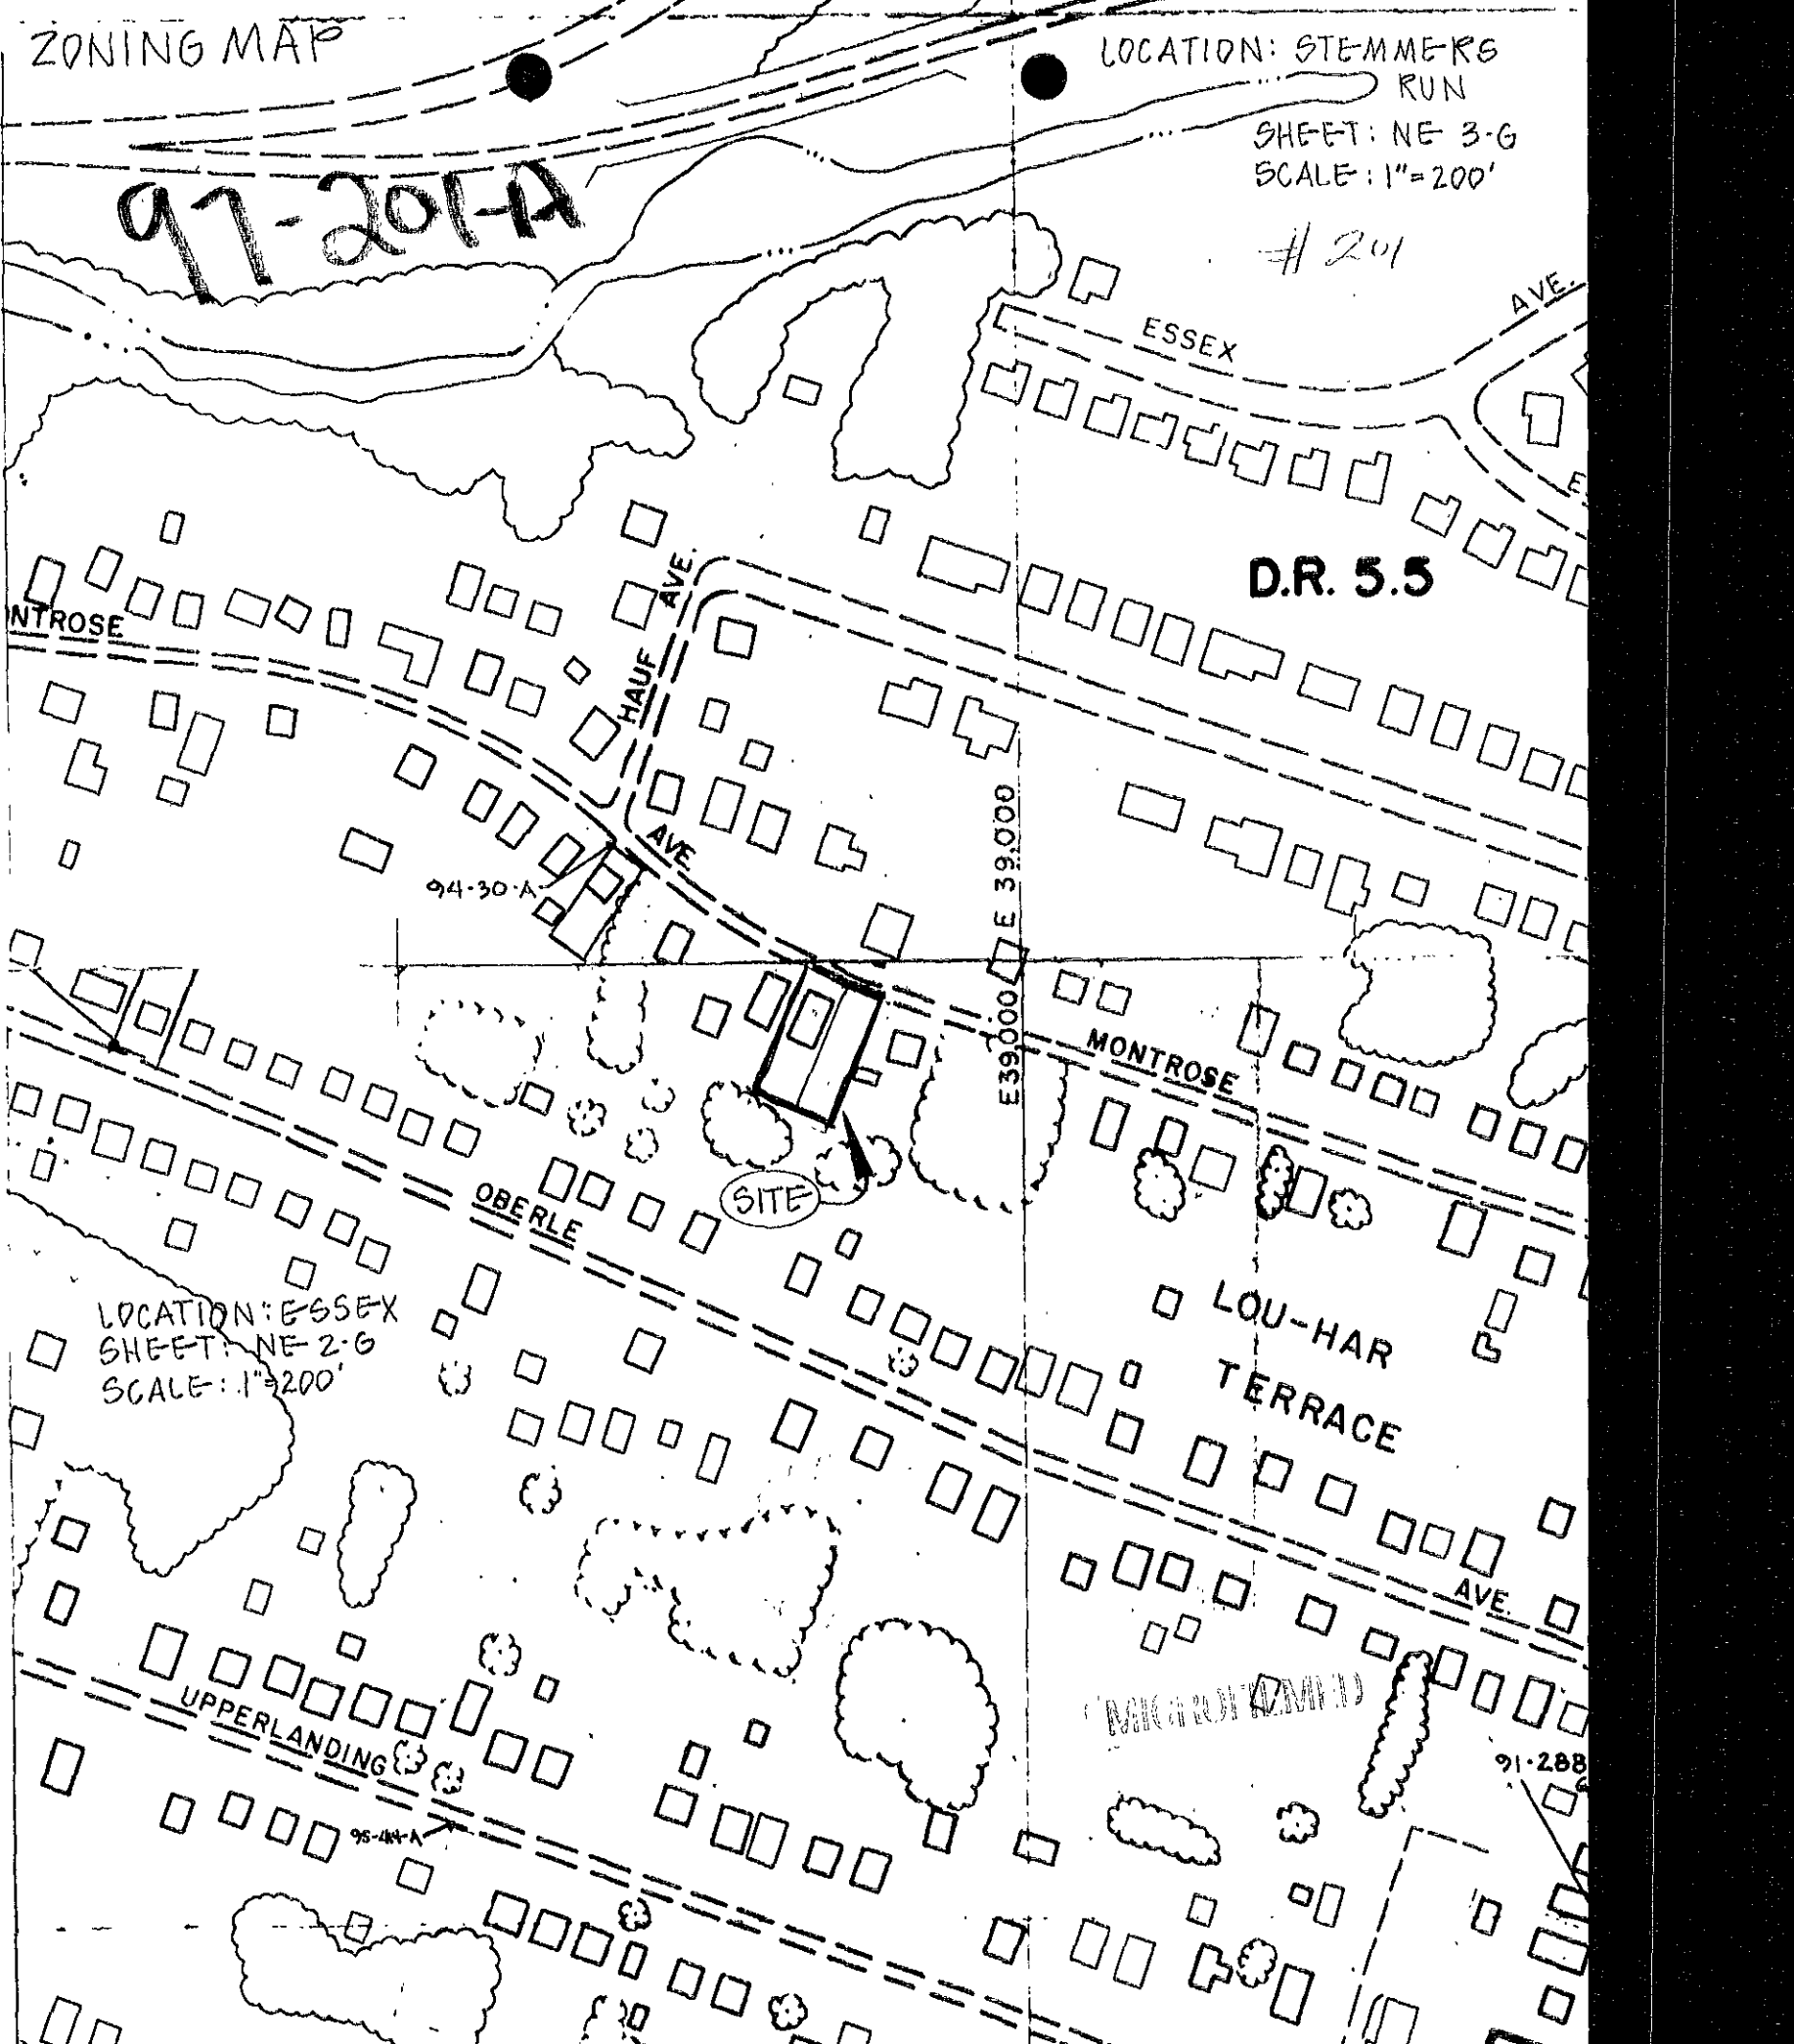 ZONING MAP
LOCATION: STEMMERS
RUN
SHEET: NE 3-G
SCALE: 1"=200'
97-201-A
# 201
AVE.
ESSEX
E
D.R. 5.5
AVE.
HAUF
NTROSE
AVE.
E 39,000
94-30-A
E39,000
MONTROSE
SITE
OBERLE
LOCATION: ESSEX
SHEET: NE 2-G
SCALE: 1"=200'
LOU-HAR
TERRACE
AVE.
UPPERLANDING
MICROFILMED
91-288
95-414-A